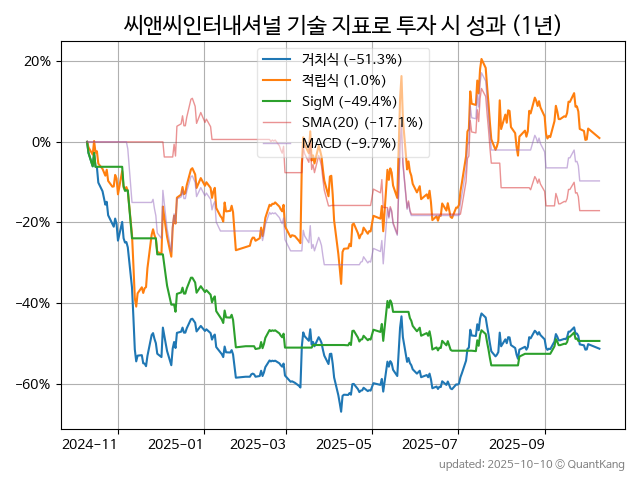 씨앤씨인터내셔널 기술 지표로 투자 시 성과 (1년)
거치식 (−51.3%)
적립식 (1.0%)
SigM (−49.4%)
SMA(20) (−17.1%)
MACD (−9.7%)
20%
0%
−20%
−40%
−60%
2024−11 2025−01 2025−03 2025−05 2025−07 2025−09
updated: 2025−10−10 © QuantKang